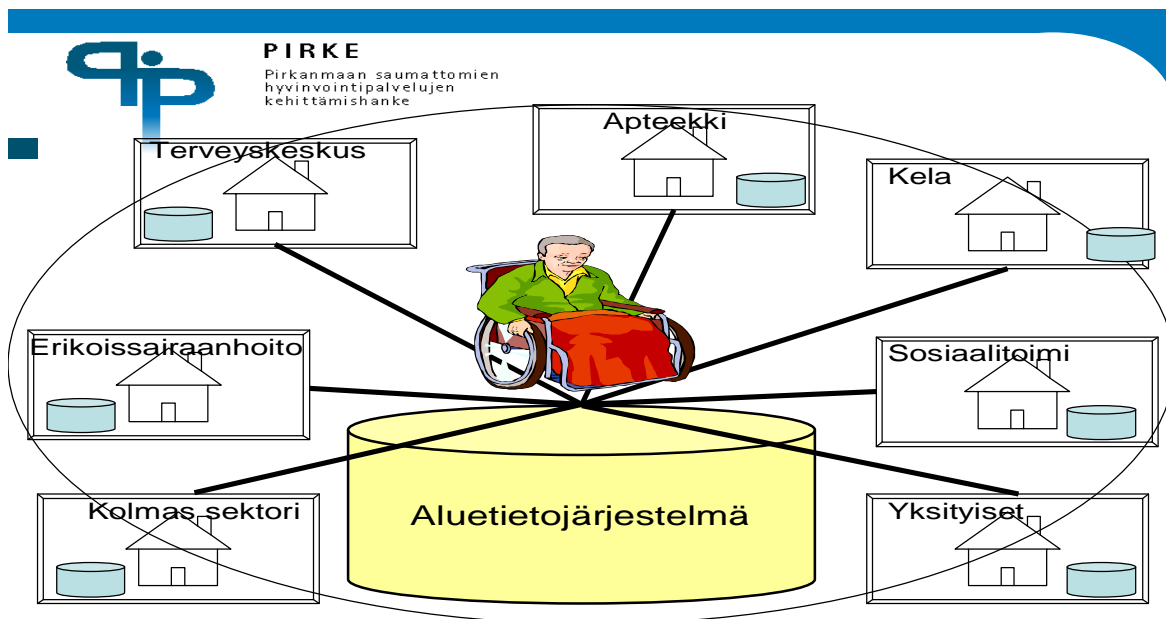 PIRKE
Pirkanmaan saumattomien
hyvinvointipalvelujen
kehittämishanke
Apteekki
Terveyskeskus
Kela
Erikoissairaanhoito
Sosiaalitoimi
Kolmas sektori
Aluetietojärjestelmä
Yksityiset